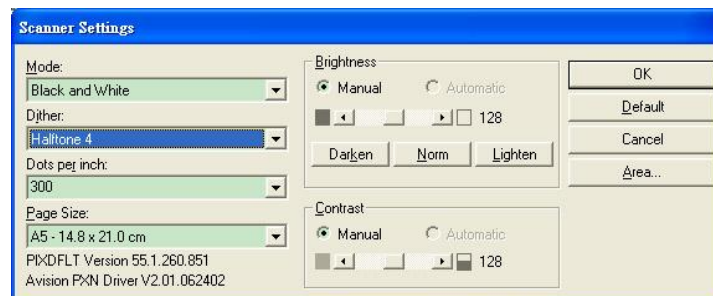 Scanner Settings
Mode:
Black and White
Dither:
Halftone 4
Dots per inch:
300
Page Size:
A5 - 14.8 x 21.0 cm
PIXDFLT Version 55.1.260.851
Avision PXN Driver V2.01.062402
Brightness
Manual Automatic
128
Darken Norm Lighten
Contrast
Manual Automatic
128
OK
Default
Cancel
Area...